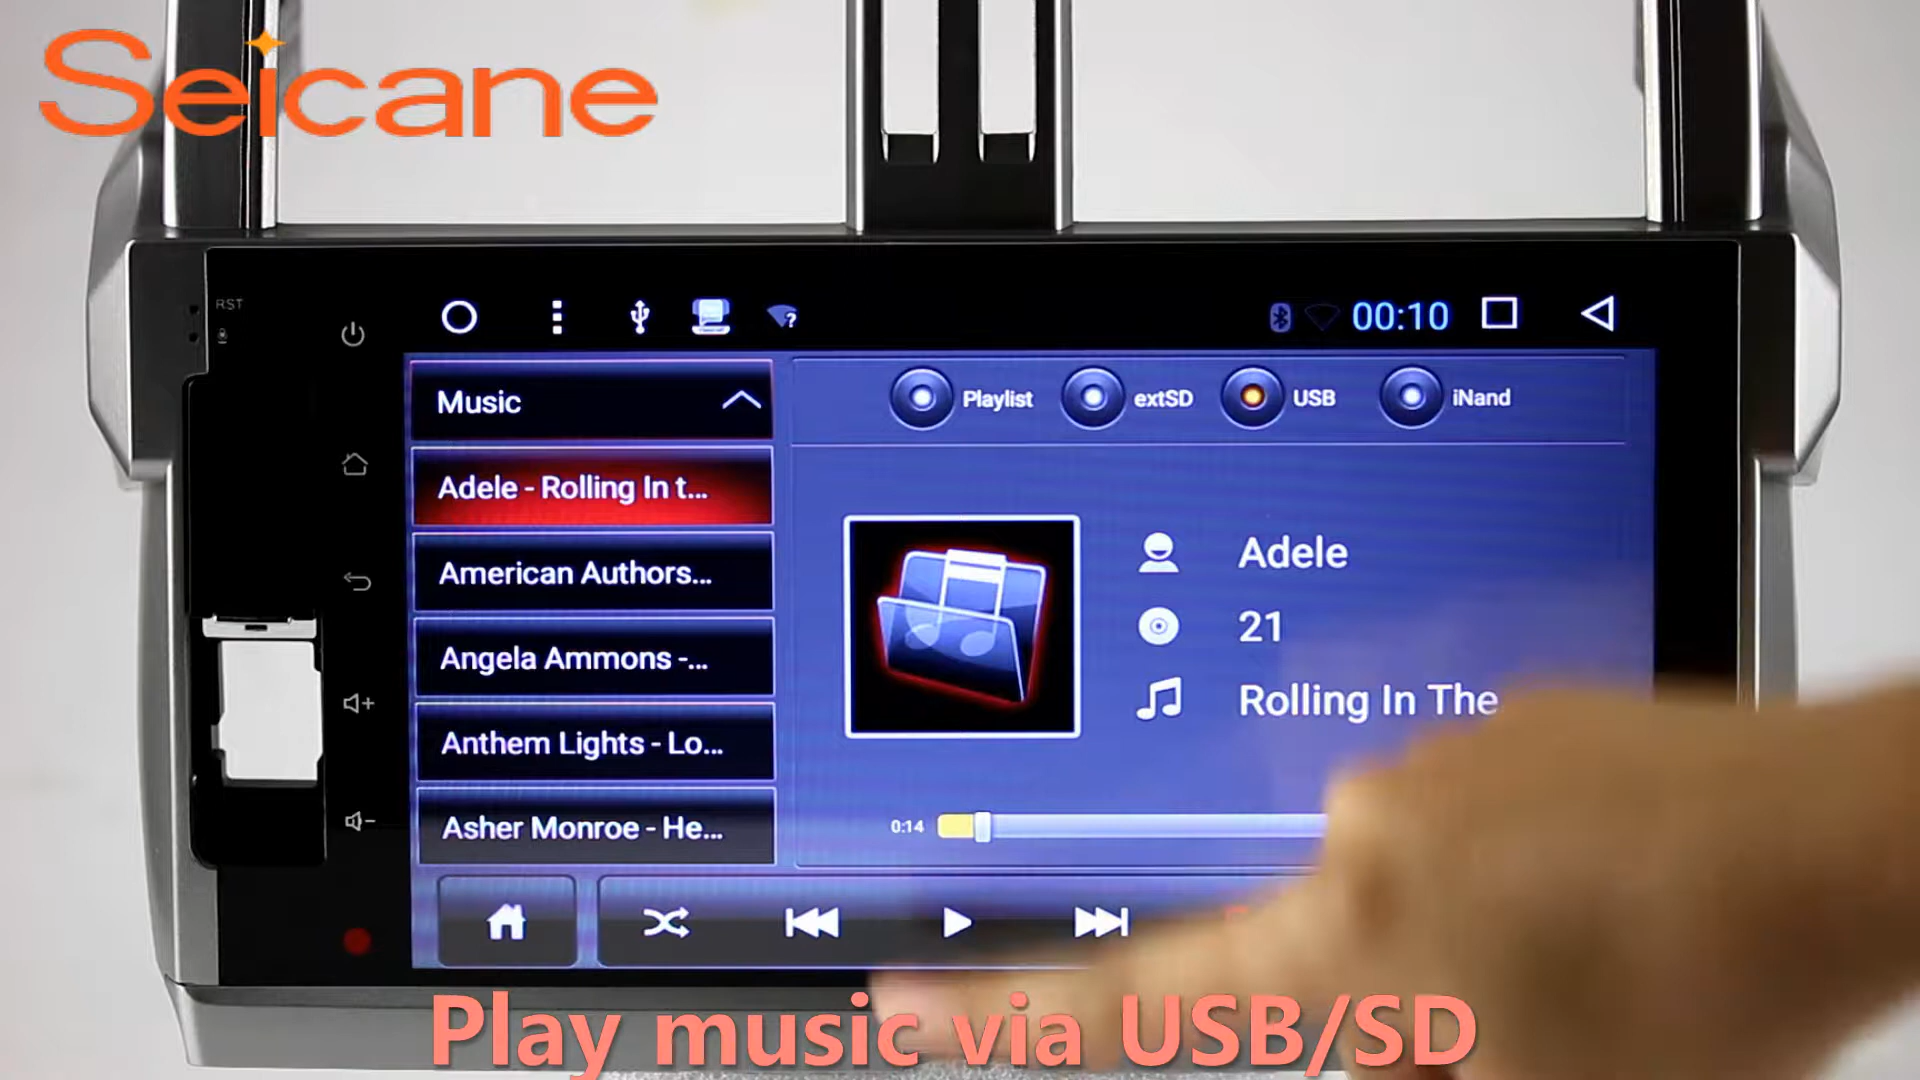 Seicane
RST
00:10
Music
Playlist
extSD
USB
iNand
Adele - Rolling In t...
American Authors...
Angela Ammons -...
Anthem Lights - Lo...
Asher Monroe - He...
Adele
21
Rolling In The
0:14
Play music via USB/SD